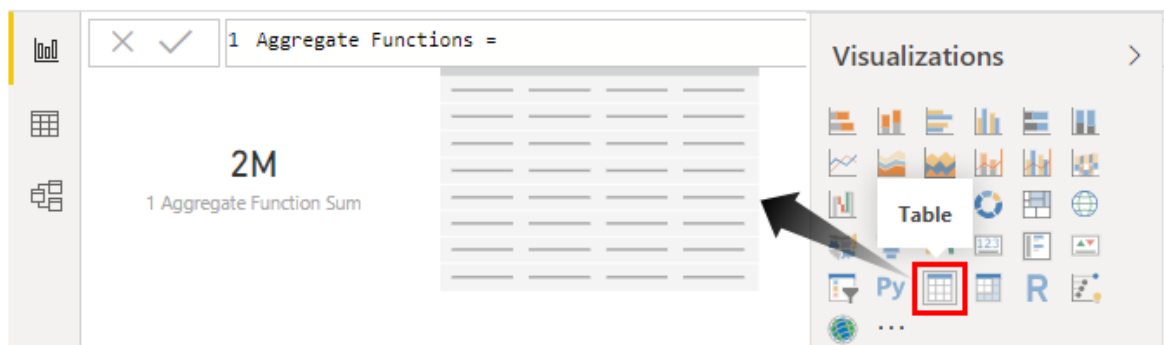 1 Aggregate Functions =
Visualizations
2M
1 Aggregate Function Sum
Table
123
Py
R
...